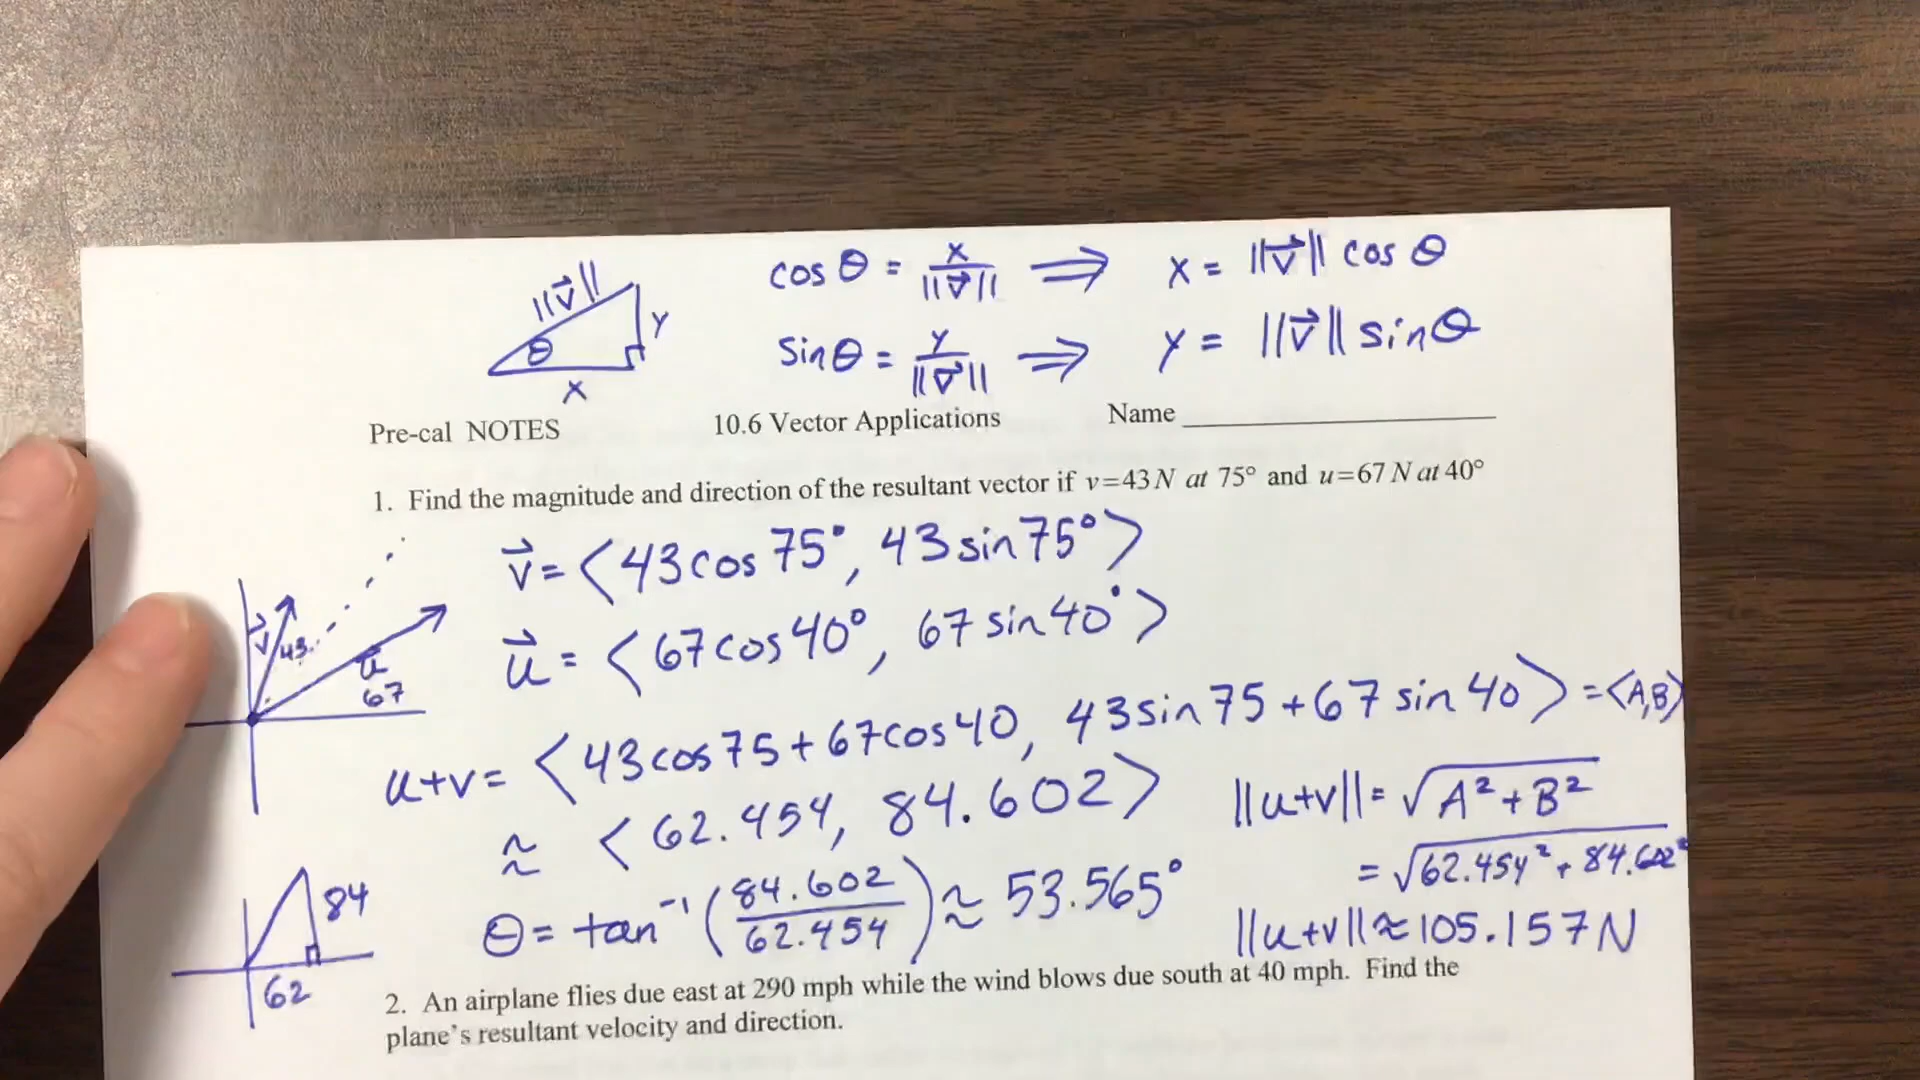 ||v⃗|| θ x y
cos θ = x/||v⃗|| ⇒ x = ||v⃗|| cos θ
sin θ = y/||v⃗|| ⇒ y = ||v⃗|| sin θ
Pre-cal NOTES 10.6 Vector Applications Name
1. Find the magnitude and direction of the resultant vector if v=43 N at 75° and u=67 N at 40°
v⃗ = ⟨43 cos 75°, 43 sin 75°⟩
u⃗ = ⟨67 cos 40°, 67 sin 40°⟩
v⃗ 43 u⃗ 67
u+v = ⟨43 cos 75 + 67 cos 40, 43 sin 75 + 67 sin 40⟩ = ⟨A,B⟩
≈ ⟨62.454, 84.602⟩
||u+v|| = √A² + B²
= √62.454² + 84.602²
θ = tan⁻¹(84.602/62.454) ≈ 53.565°
||u+v|| ≈ 105.157 N
84
62
2. An airplane flies due east at 290 mph while the wind blows due south at 40 mph. Find the
plane's resultant velocity and direction.